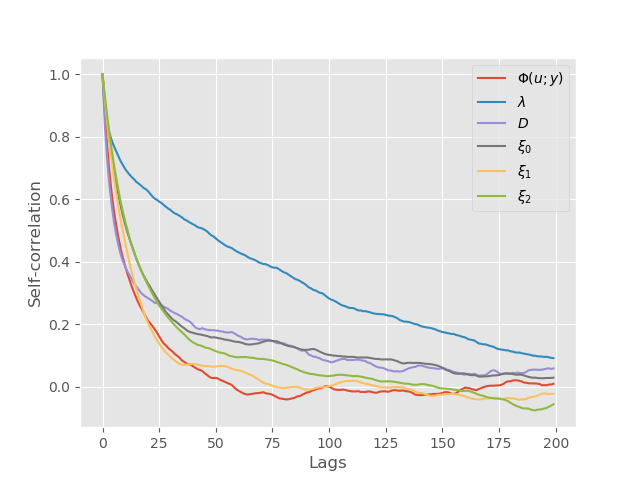 1.0
0.8
0.6
0.4
0.2
0.0
Self-correlation
0 25 50 75 100 125 150 175 200
Lags
Φ(u; y)
λ
D
ξ₀
ξ₁
ξ₂